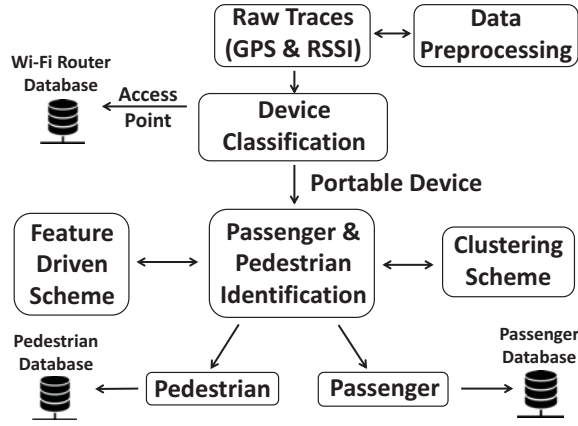 Raw Traces
(GPS & RSSI)
Data
Preprocessing
Wi-Fi Router
Database
Access
Point
Device
Classification
Portable Device
Feature
Driven
Scheme
Passenger &
Pedestrian
Identification
Clustering
Scheme
Pedestrian
Database
Pedestrian
Passenger
Passenger
Database